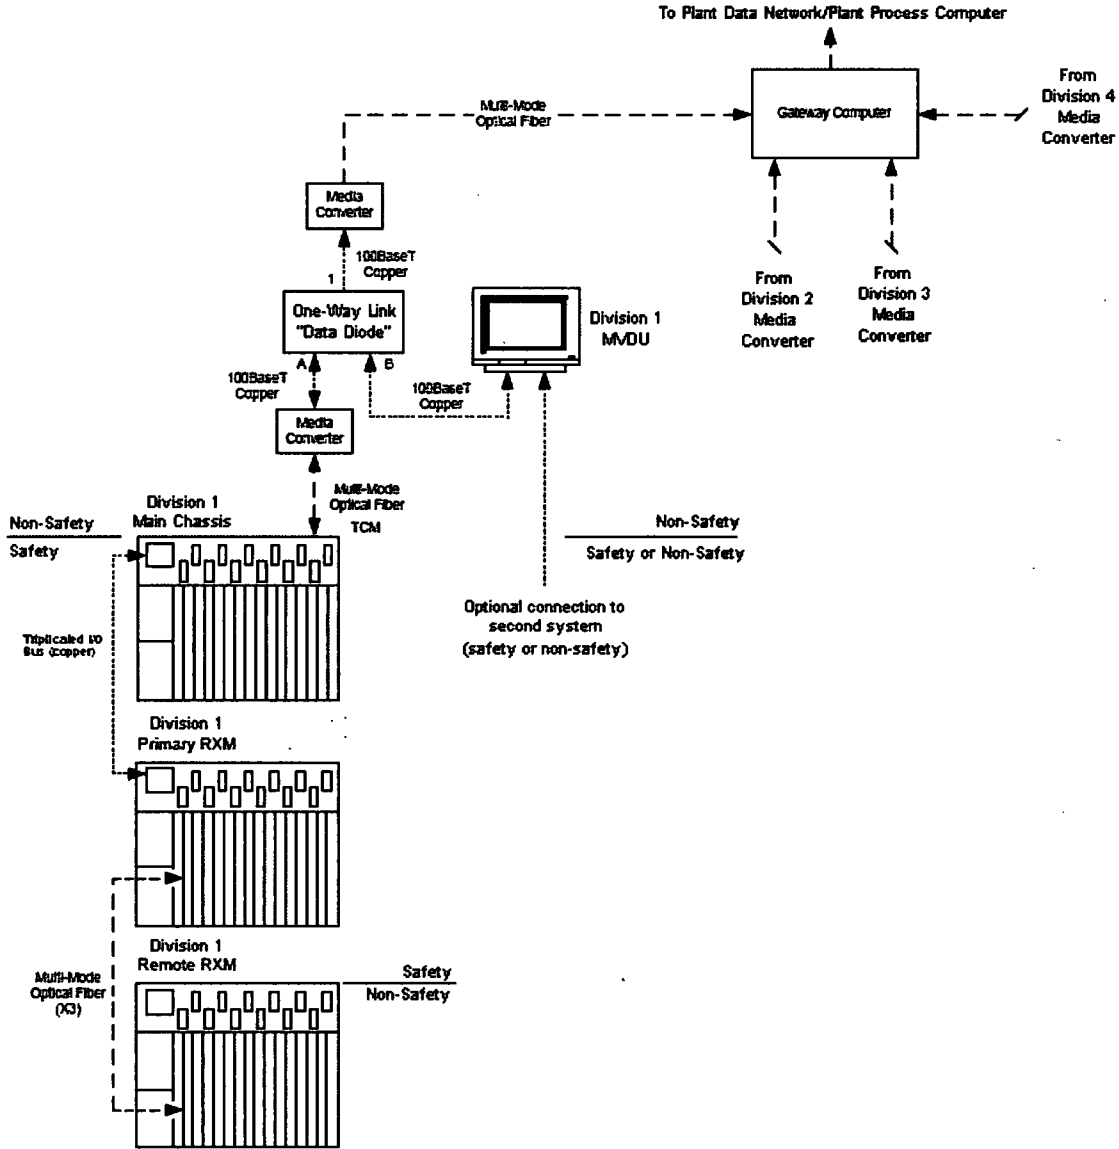 To Plant Data Network/Plant Process Computer
From
Division 4
Media
Converter
Gateway Computer
Multi-Mode
Optical Fiber
Media
Converter
1
100BaseT
Copper
One-Way Link
"Data Diode"
A
B
100BaseT
Copper
100BaseT
Copper
Division 1
MVDU
From
Division 2
Media
Converter
From
Division 3
Media
Converter
Media
Converter
Multi-Mode
Optical Fiber
TCM
Division 1
Main Chassis
Non-Safety
Safety
Non-Safety
Safety or Non-Safety
Optional connection to
second system
(safety or non-safety)
Triplicated I/O
Bus (copper)
Division 1
Primary RXM
Division 1
Remote RXM
Multi-Mode
Optical Fiber
(X3)
Safety
Non-Safety